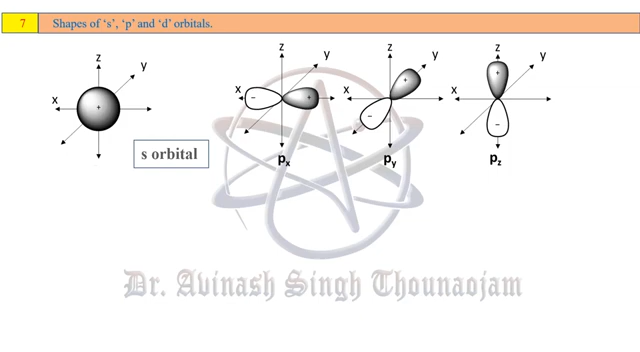 7 Shapes of ‘s’, ‘p’ and ‘d’ orbitals.
z y x +
s orbital
z y x − + px
z y x + − py
z y x + − pz
Dr. Avinash Singh Thounaojam